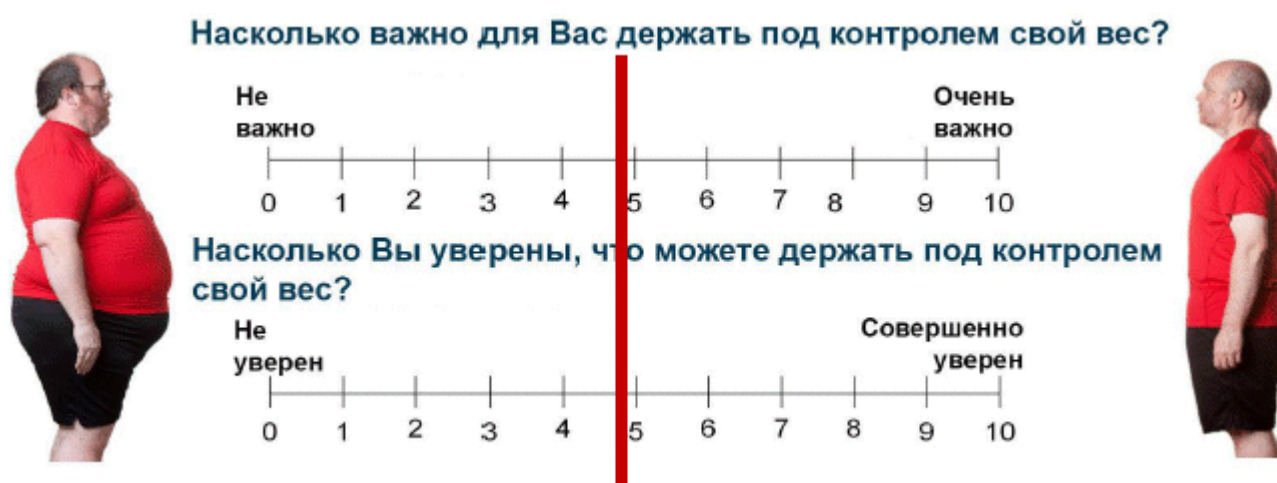 Насколько важно для Вас держать под контролем свой вес?
Не Очень
важно важно
0 1 2 3 4 5 6 7 8 9 10
Насколько Вы уверены, что можете держать под контролем
свой вес?
Не Совершенно
уверен уверен
0 1 2 3 4 5 6 7 8 9 10